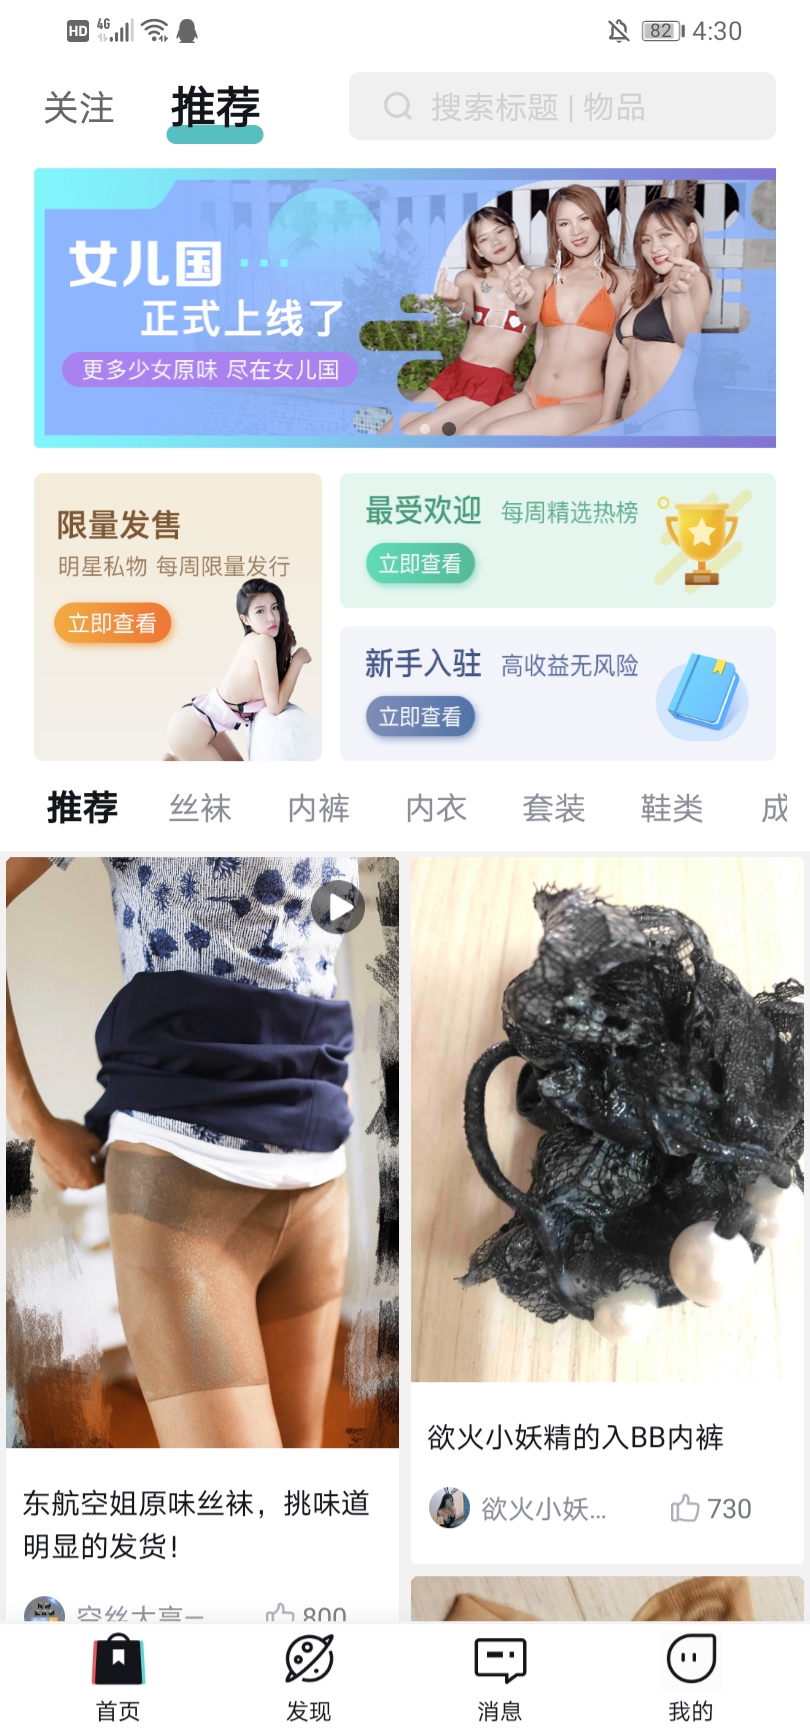 HD 4G 82 4:30
关注 推荐 搜索标题 | 物品
女儿国
正式上线了
更多少女原味 尽在女儿国
限量发售
明星私物 每周限量发行
立即查看
最受欢迎 每周精选热榜
立即查看
新手入驻 高收益无风险
立即查看
推荐 丝袜 内裤 内衣 套装 鞋类 成
东航空姐原味丝袜，挑味道
明显的发货!
空丝大高一 800
欲火小妖精的入BB内裤
欲火小妖... 730
首页 发现 消息 我的